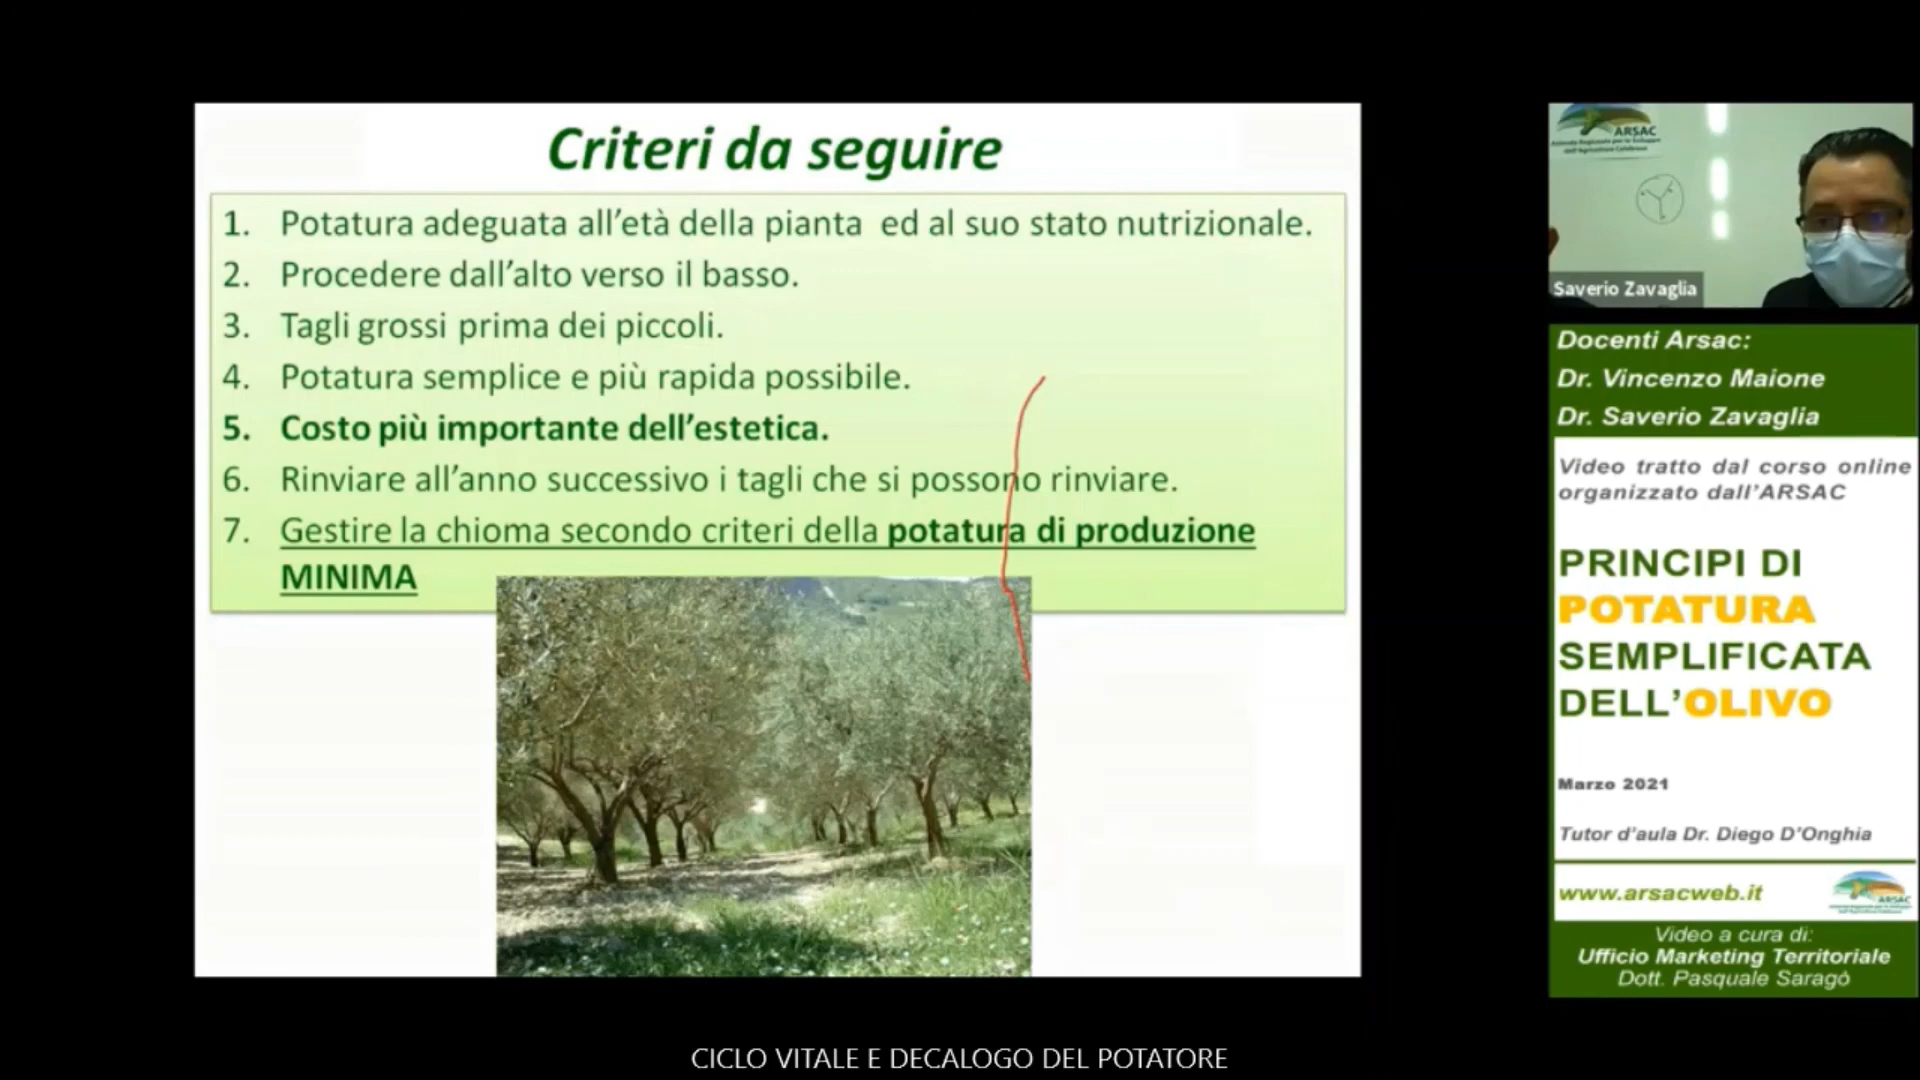 Criteri da seguire
1. Potatura adeguata all'età della pianta ed al suo stato nutrizionale.
2. Procedere dall'alto verso il basso.
3. Tagli grossi prima dei piccoli.
4. Potatura semplice e più rapida possibile.
5. Costo più importante dell'estetica.
6. Rinviare all'anno successivo i tagli che si possono rinviare.
7. Gestire la chioma secondo criteri della potatura di produzione
MINIMA
ARSAC
Saverio Zavaglia
Docenti Arsac:
Dr. Vincenzo Maione
Dr. Saverio Zavaglia
Video tratto dal corso online
organizzato dall'ARSAC
PRINCIPI DI
POTATURA
SEMPLIFICATA
DELL'OLIVO
Marzo 2021
Tutor d'aula Dr. Diego D'Onghia
www.arsacweb.it
ARSAC
Video a cura di:
Ufficio Marketing Territoriale
Dott. Pasquale Saragò
CICLO VITALE E DECALOGO DEL POTATORE